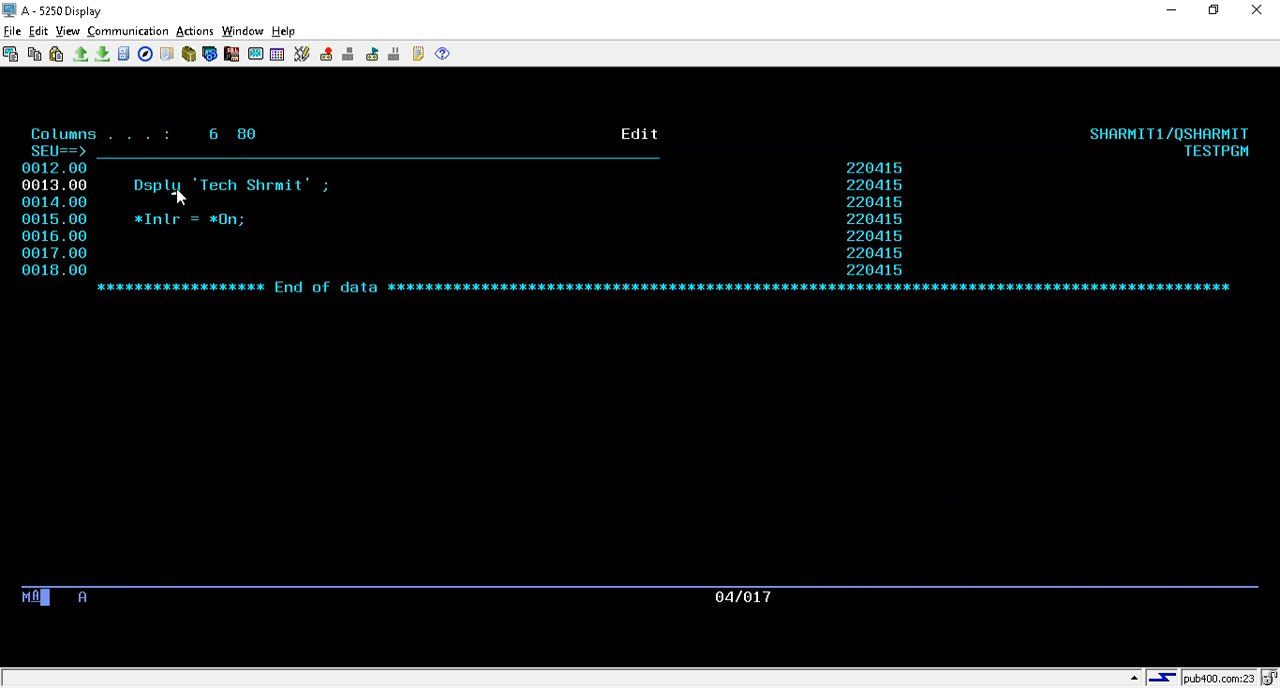 A - 5250 Display
File Edit View Communication Actions Window Help
Columns . . . : 6 80 Edit SHARMIT1/QSHARMIT
SEU==> TESTPGM
0012.00 220415
0013.00 Dsply 'Tech Shrmit' ; 220415
0014.00 220415
0015.00 *Inlr = *On; 220415
0016.00 220415
0017.00 220415
0018.00 220415
****************** End of data ******************************************************************************************
MA A 04/017
pub400.com:23